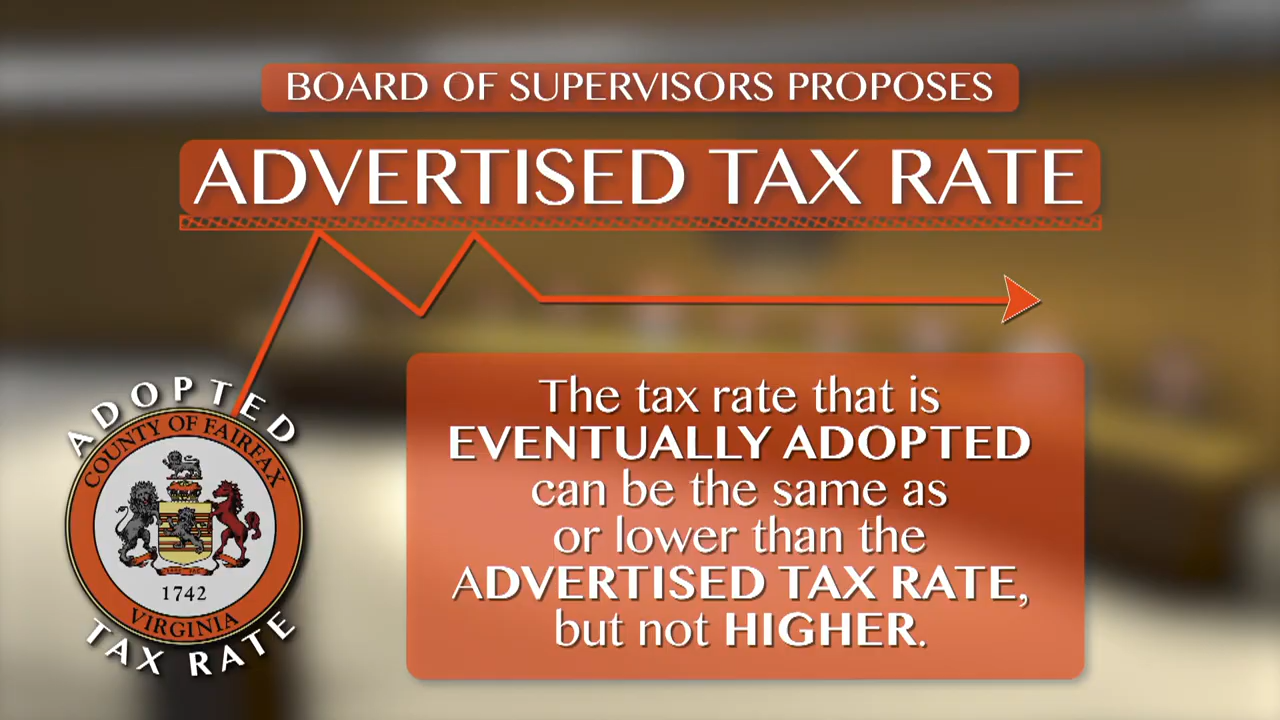 BOARD OF SUPERVISORS PROPOSES
ADVERTISED TAX RATE
The tax rate that is
EVENTUALLY ADOPTED
can be the same as
or lower than the
ADVERTISED TAX RATE,
but not HIGHER.
ADOPTED
COUNTY OF FAIRFAX
1742
VIRGINIA
TAX RATE